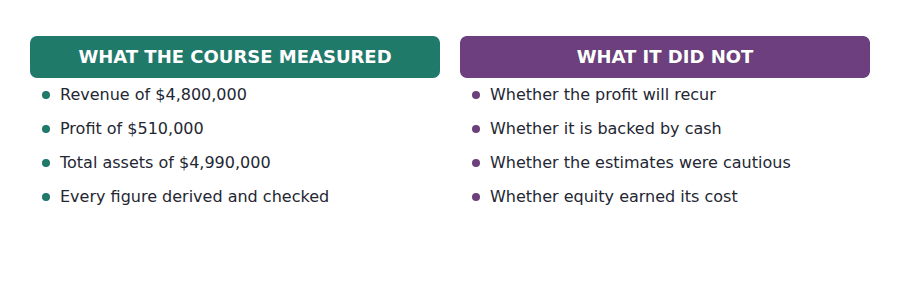 WHAT THE COURSE MEASURED
Revenue of $4,800,000
Profit of $510,000
Total assets of $4,990,000
Every figure derived and checked
WHAT IT DID NOT
Whether the profit will recur
Whether it is backed by cash
Whether the estimates were cautious
Whether equity earned its cost